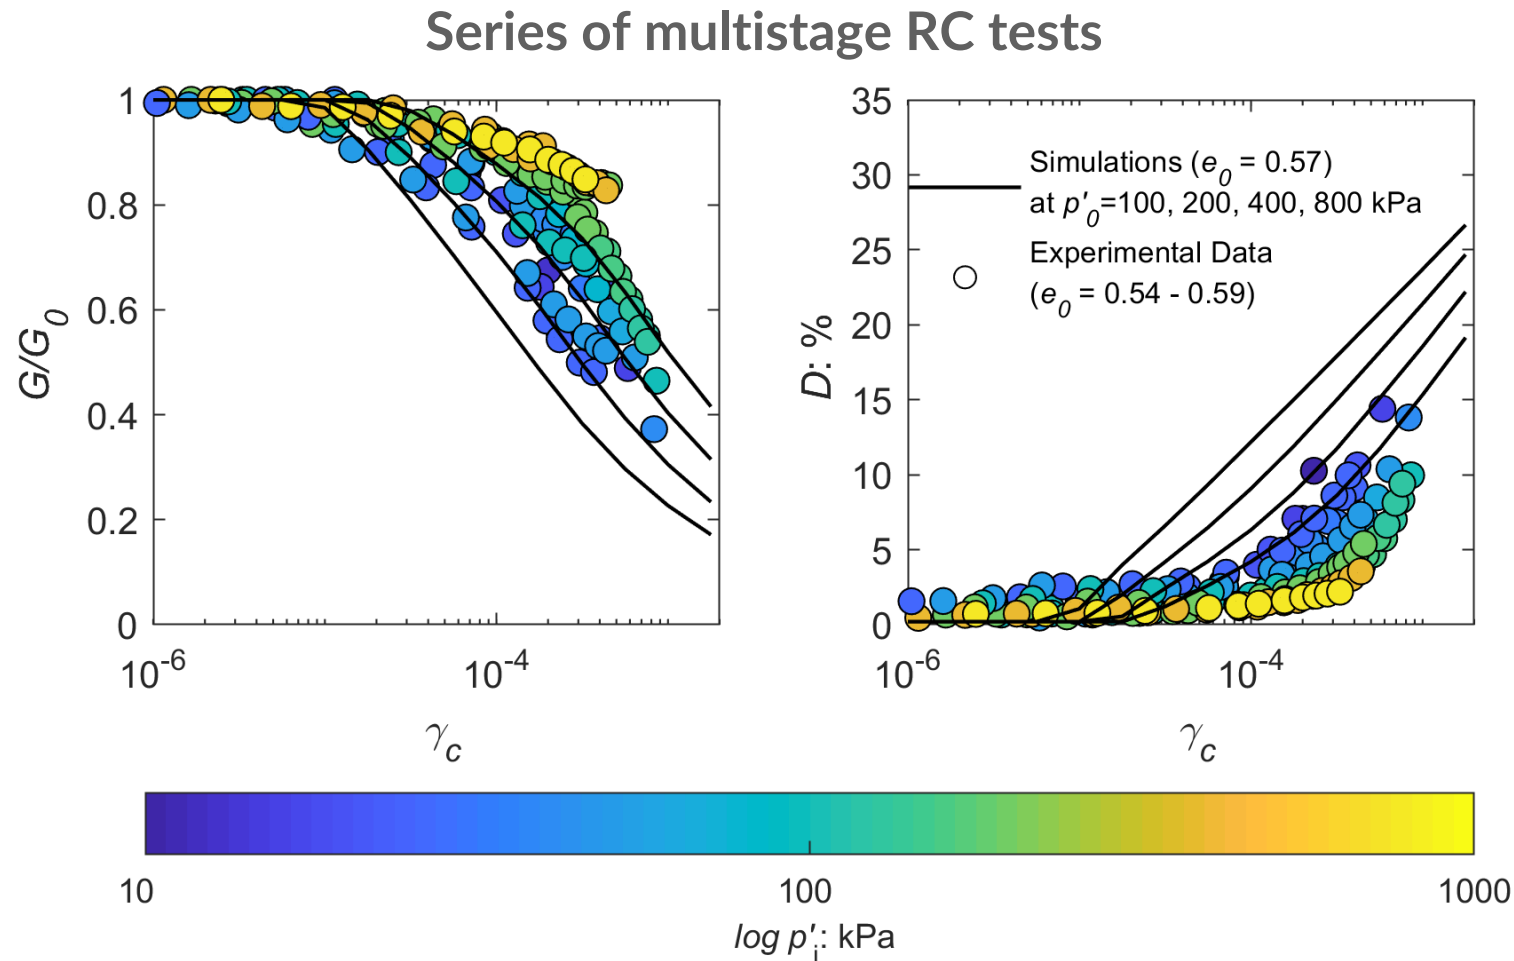 Series of multistage RC tests
1
0.8
0.6
0.4
0.2
0
G/G0
10-6
10-4
γc
35
30
25
20
15
10
5
0
D: %
Simulations (e0 = 0.57)
at p'0=100, 200, 400, 800 kPa
Experimental Data
(e0 = 0.54 - 0.59)
10-6
10-4
γc
10
100
1000
log p'i: kPa